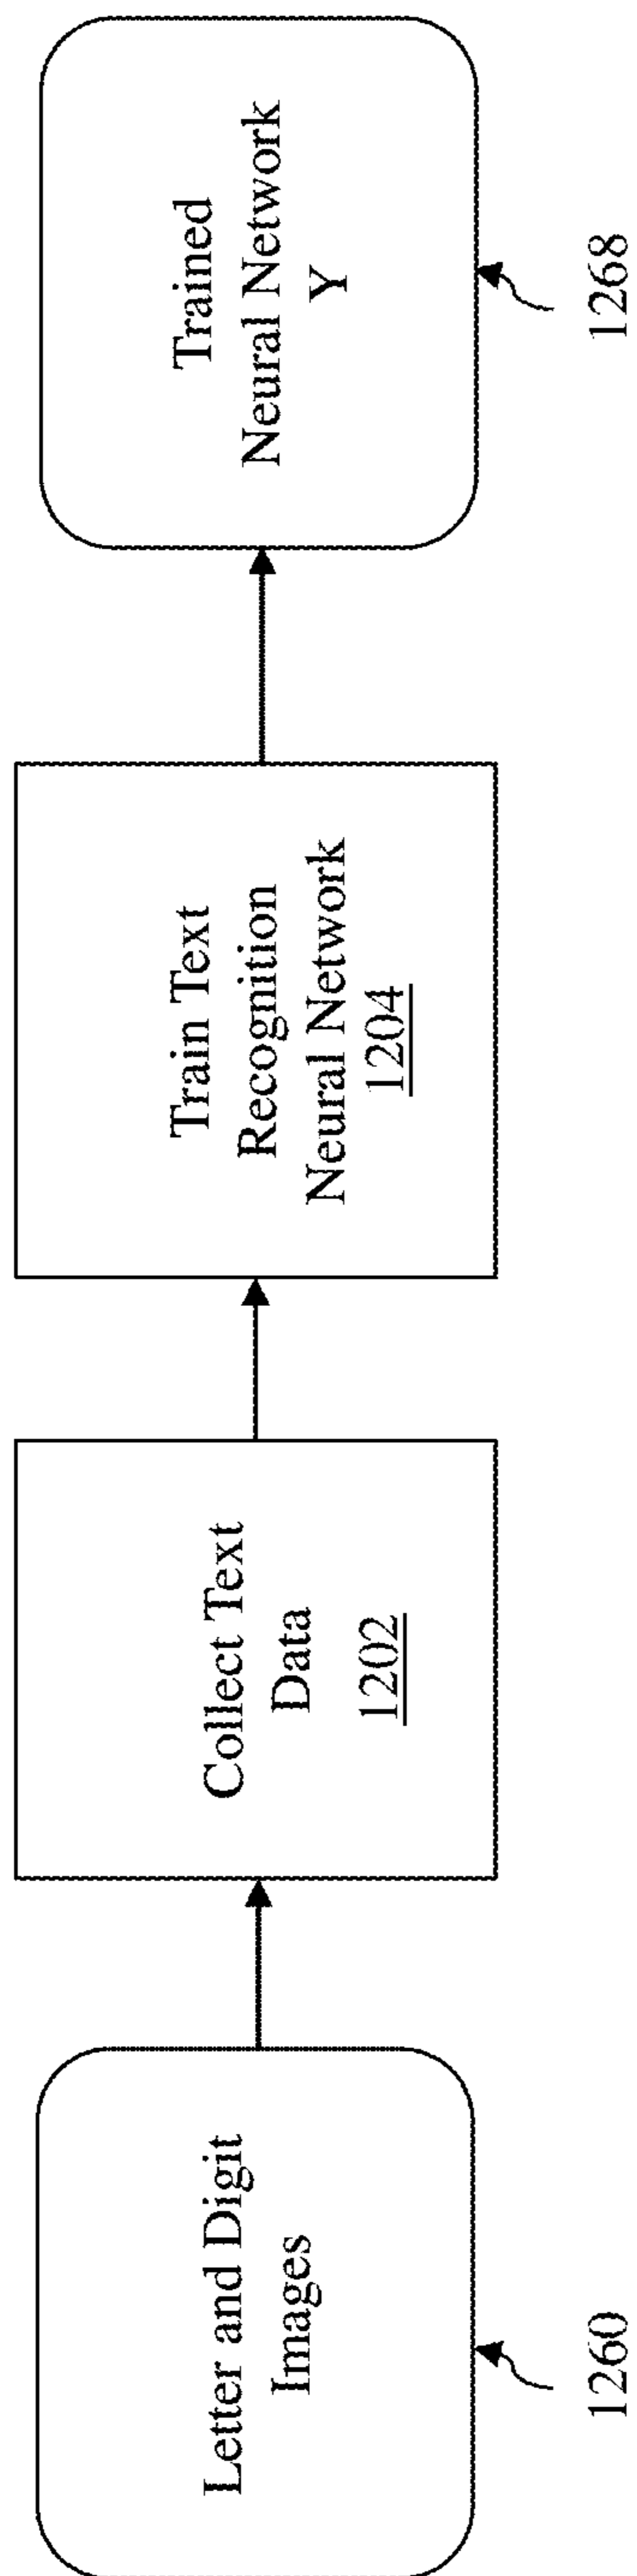 Letter and Digit
Images
1260
Collect Text
Data
1202
Train Text
Recognition
Neural Network
1204
Trained
Neural Network
Y
1268